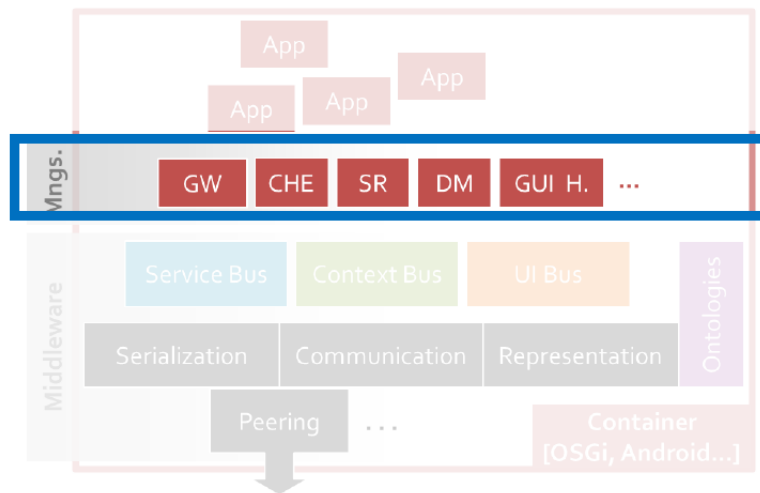 App
App
App
App
Mngs.
GW CHE SR DM GUI H. ...
Service Bus Context Bus UI Bus
Ontologies
Middleware
Serialization Communication Representation
Peering ...
Container
[OSGi, Android...]